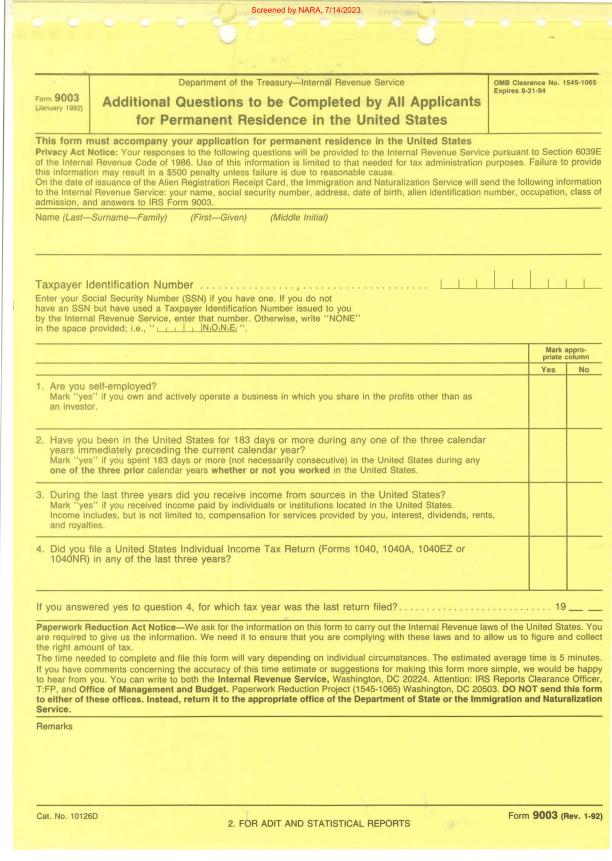 Screened by NARA, 7/14/2023
Form 9003
(January 1992)
Department of the Treasury—Internal Revenue Service
Additional Questions to be Completed by All Applicants
for Permanent Residence in the United States
OMB Clearance No. 1545-1065
Expires 8-31-94
This form must accompany your application for permanent residence in the United States
Privacy Act Notice: Your responses to the following questions will be provided to the Internal Revenue Service pursuant to Section 6039E
of the Internal Revenue Code of 1986. Use of this information is limited to that needed for tax administration purposes. Failure to provide
this information may result in a $500 penalty unless failure is due to reasonable cause.
On the date of issuance of the Alien Registration Receipt Card, the Immigration and Naturalization Service will send the following information
to the Internal Revenue Service: your name, social security number, address, date of birth, alien identification number, occupation, class of
admission, and answers to IRS Form 9003.
Name (Last—Surname—Family) (First—Given) (Middle Initial)
Taxpayer Identification Number
Enter your Social Security Number (SSN) if you have one. If you do not
have an SSN but have used a Taxpayer Identification Number issued to you
by the Internal Revenue Service, enter that number. Otherwise, write "NONE"
in the space provided; i.e., " N O N E ".
Mark appro-
priate column
Yes No
1. Are you self-employed?
Mark "yes" if you own and actively operate a business in which you share in the profits other than as
an investor.
2. Have you been in the United States for 183 days or more during any one of the three calendar
years immediately preceding the current calendar year?
Mark "yes" if you spent 183 days or more (not necessarily consecutive) in the United States during any
one of the three prior calendar years whether or not you worked in the United States.
3. During the last three years did you receive income from sources in the United States?
Mark "yes" if you received income paid by individuals or institutions located in the United States.
Income includes, but is not limited to, compensation for services provided by you, interest, dividends, rents,
and royalties.
4. Did you file a United States Individual Income Tax Return (Forms 1040, 1040A, 1040EZ or
1040NR) in any of the last three years?
If you answered yes to question 4, for which tax year was the last return filed? 19 __ __
Paperwork Reduction Act Notice—We ask for the information on this form to carry out the Internal Revenue laws of the United States. You
are required to give us the information. We need it to ensure that you are complying with these laws and to allow us to figure and collect
the right amount of tax.
The time needed to complete and file this form will vary depending on individual circumstances. The estimated average time is 5 minutes.
If you have comments concerning the accuracy of this time estimate or suggestions for making this form more simple, we would be happy
to hear from you. You can write to both the Internal Revenue Service, Washington, DC 20224. Attention: IRS Reports Clearance Officer,
T:FP, and Office of Management and Budget. Paperwork Reduction Project (1545-1065) Washington, DC 20503. DO NOT send this form
to either of these offices. Instead, return it to the appropriate office of the Department of State or the Immigration and Naturalization
Service.
Remarks
Cat. No. 10126D
2. FOR ADIT AND STATISTICAL REPORTS
Form 9003 (Rev. 1-92)